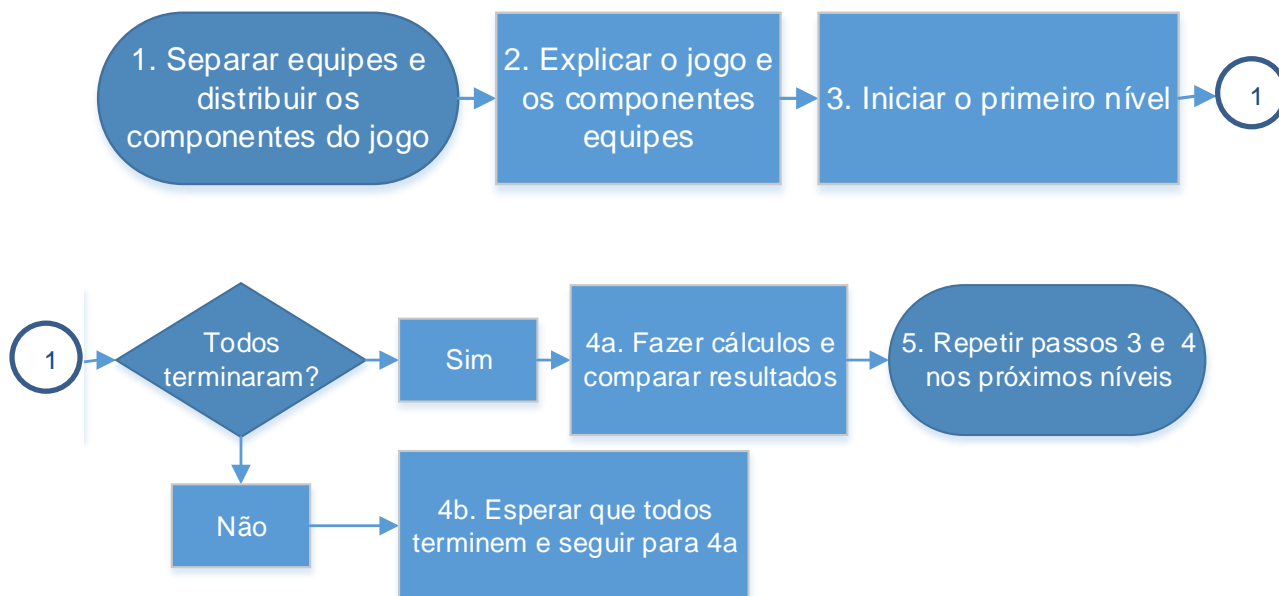 1. Separar equipes e
distribuir os
componentes do jogo
2. Explicar o jogo e
os componentes
equipes
3. Iniciar o primeiro nível
1
1
Todos
terminaram?
Sim
4a. Fazer cálculos e
comparar resultados
5. Repetir passos 3 e 4
nos próximos níveis
Não
4b. Esperar que todos
terminem e seguir para 4a